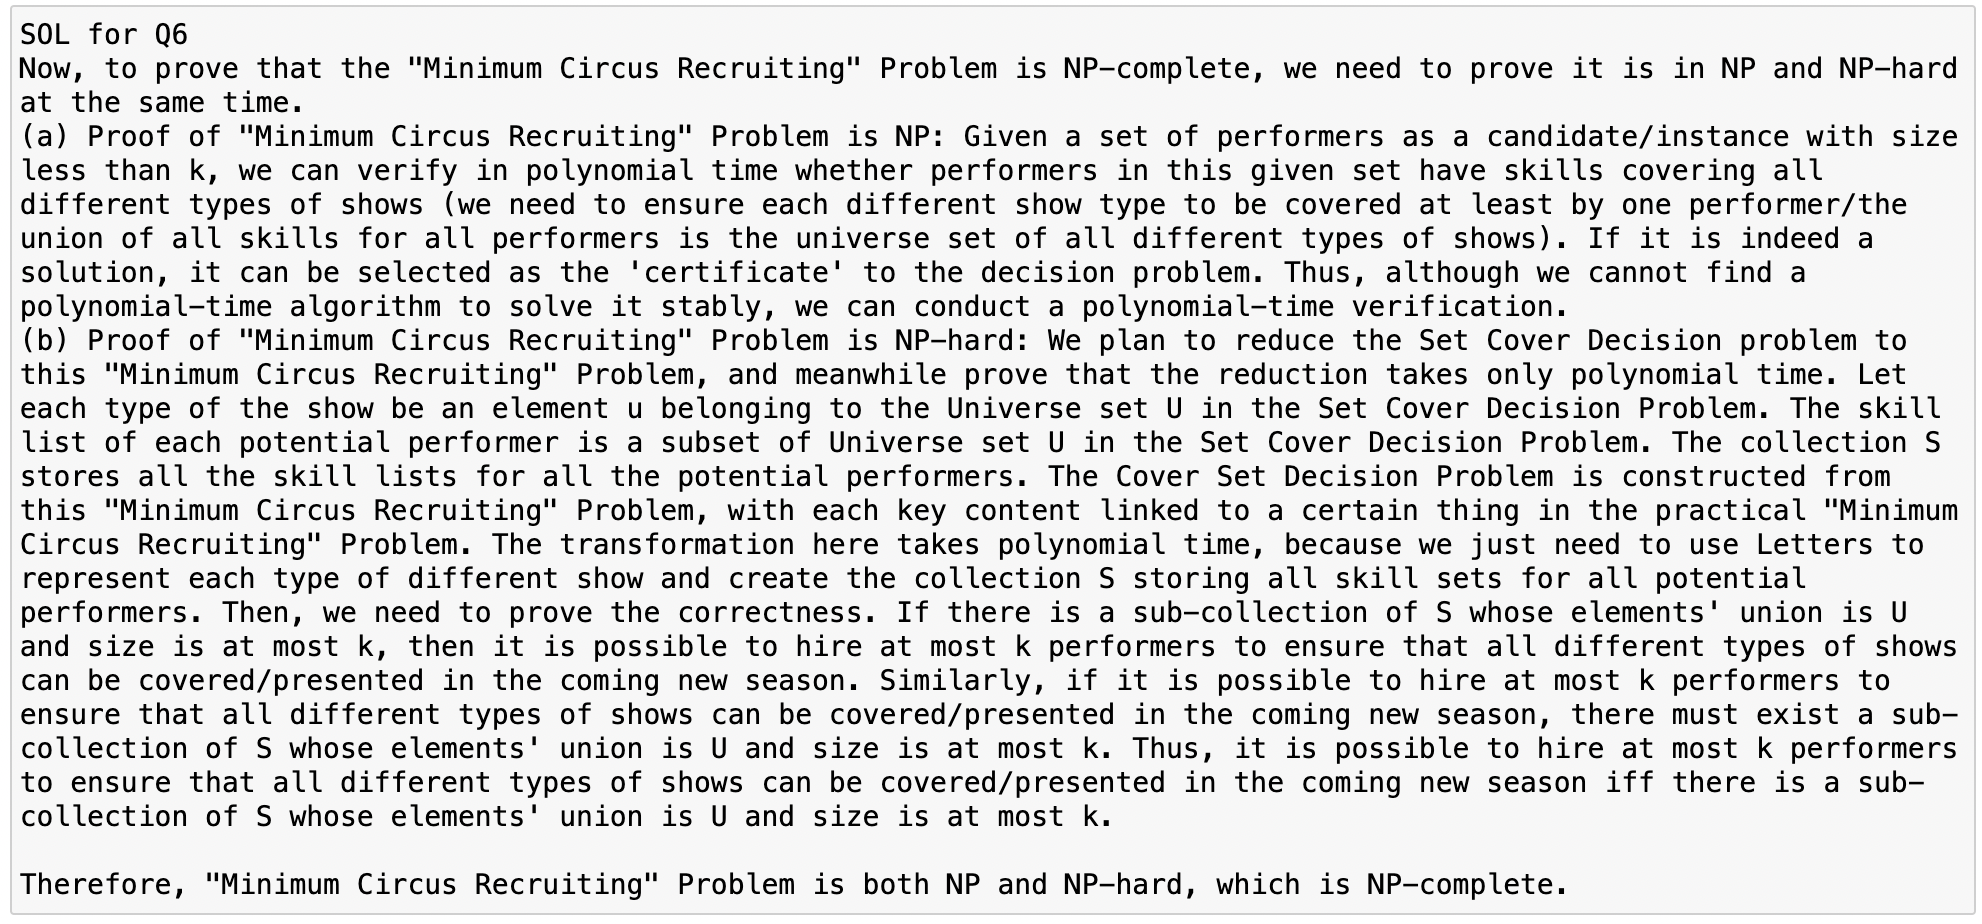 SOL for Q6
Now, to prove that the "Minimum Circus Recruiting" Problem is NP-complete, we need to prove it is in NP and NP-hard
at the same time.
(a) Proof of "Minimum Circus Recruiting" Problem is NP: Given a set of performers as a candidate/instance with size
less than k, we can verify in polynomial time whether performers in this given set have skills covering all
different types of shows (we need to ensure each different show type to be covered at least by one performer/the
union of all skills for all performers is the universe set of all different types of shows). If it is indeed a
solution, it can be selected as the 'certificate' to the decision problem. Thus, although we cannot find a
polynomial-time algorithm to solve it stably, we can conduct a polynomial-time verification.
(b) Proof of "Minimum Circus Recruiting" Problem is NP-hard: We plan to reduce the Set Cover Decision problem to
this "Minimum Circus Recruiting" Problem, and meanwhile prove that the reduction takes only polynomial time. Let
each type of the show be an element u belonging to the Universe set U in the Set Cover Decision Problem. The skill
list of each potential performer is a subset of Universe set U in the Set Cover Decision Problem. The collection S
stores all the skill lists for all the potential performers. The Cover Set Decision Problem is constructed from
this "Minimum Circus Recruiting" Problem, with each key content linked to a certain thing in the practical "Minimum
Circus Recruiting" Problem. The transformation here takes polynomial time, because we just need to use Letters to
represent each type of different show and create the collection S storing all skill sets for all potential
performers. Then, we need to prove the correctness. If there is a sub-collection of S whose elements' union is U
and size is at most k, then it is possible to hire at most k performers to ensure that all different types of shows
can be covered/presented in the coming new season. Similarly, if it is possible to hire at most k performers to
ensure that all different types of shows can be covered/presented in the coming new season, there must exist a sub-
collection of S whose elements' union is U and size is at most k. Thus, it is possible to hire at most k performers
to ensure that all different types of shows can be covered/presented in the coming new season iff there is a sub-
collection of S whose elements' union is U and size is at most k.
Therefore, "Minimum Circus Recruiting" Problem is both NP and NP-hard, which is NP-complete.